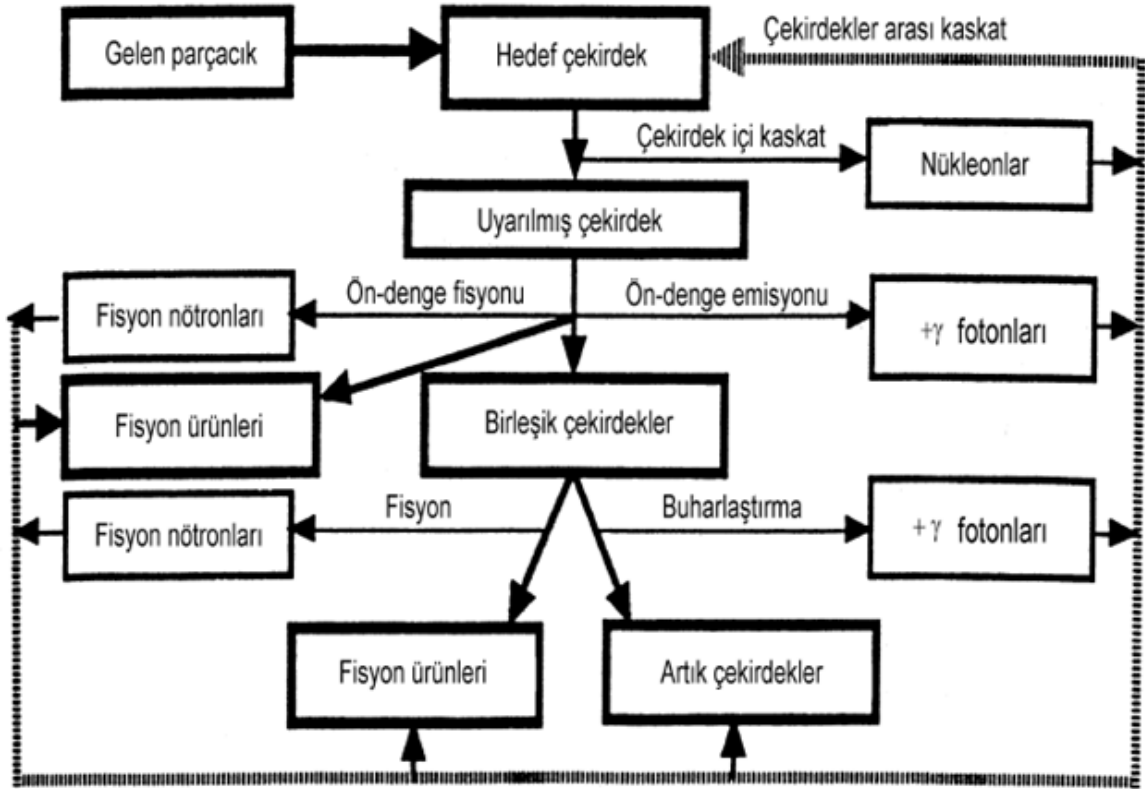 Gelen parçacık
Hedef çekirdek
Çekirdekler arası kaskat
Çekirdek içi kaskat
Nükleonlar
Uyarılmış çekirdek
Fisyon nötronları
Ön-denge fisyonu
Ön-denge emisyonu
+γ fotonları
Fisyon ürünleri
Birleşik çekirdekler
Fisyon nötronları
Fisyon
Buharlaştırma
+γ fotonları
Fisyon ürünleri
Artık çekirdekler